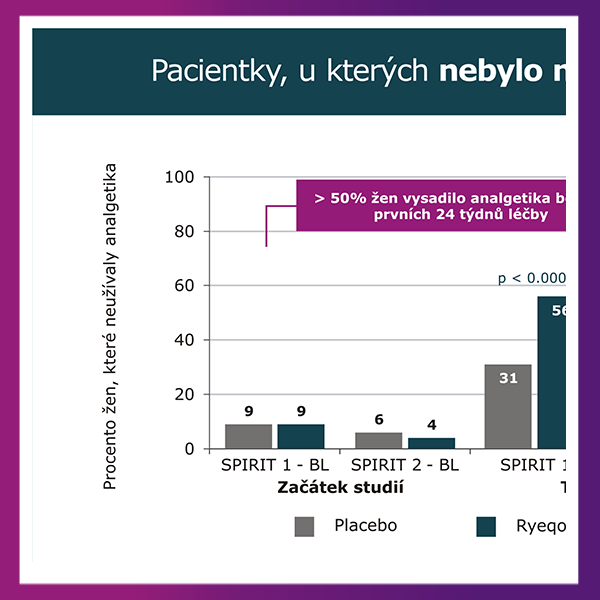 Pacientky, u kterých nebylo
Procento žen, které neužívaly analgetika
100
80
60
40
20
0
> 50% žen vysadilo analgetika
prvních 24 týdnů léčby
p < 0.000
9
9
6
4
31
56
SPIRIT 1 - BL
SPIRIT 2 - BL
SPIRIT 1
Začátek studií
Placebo
Ryeqo